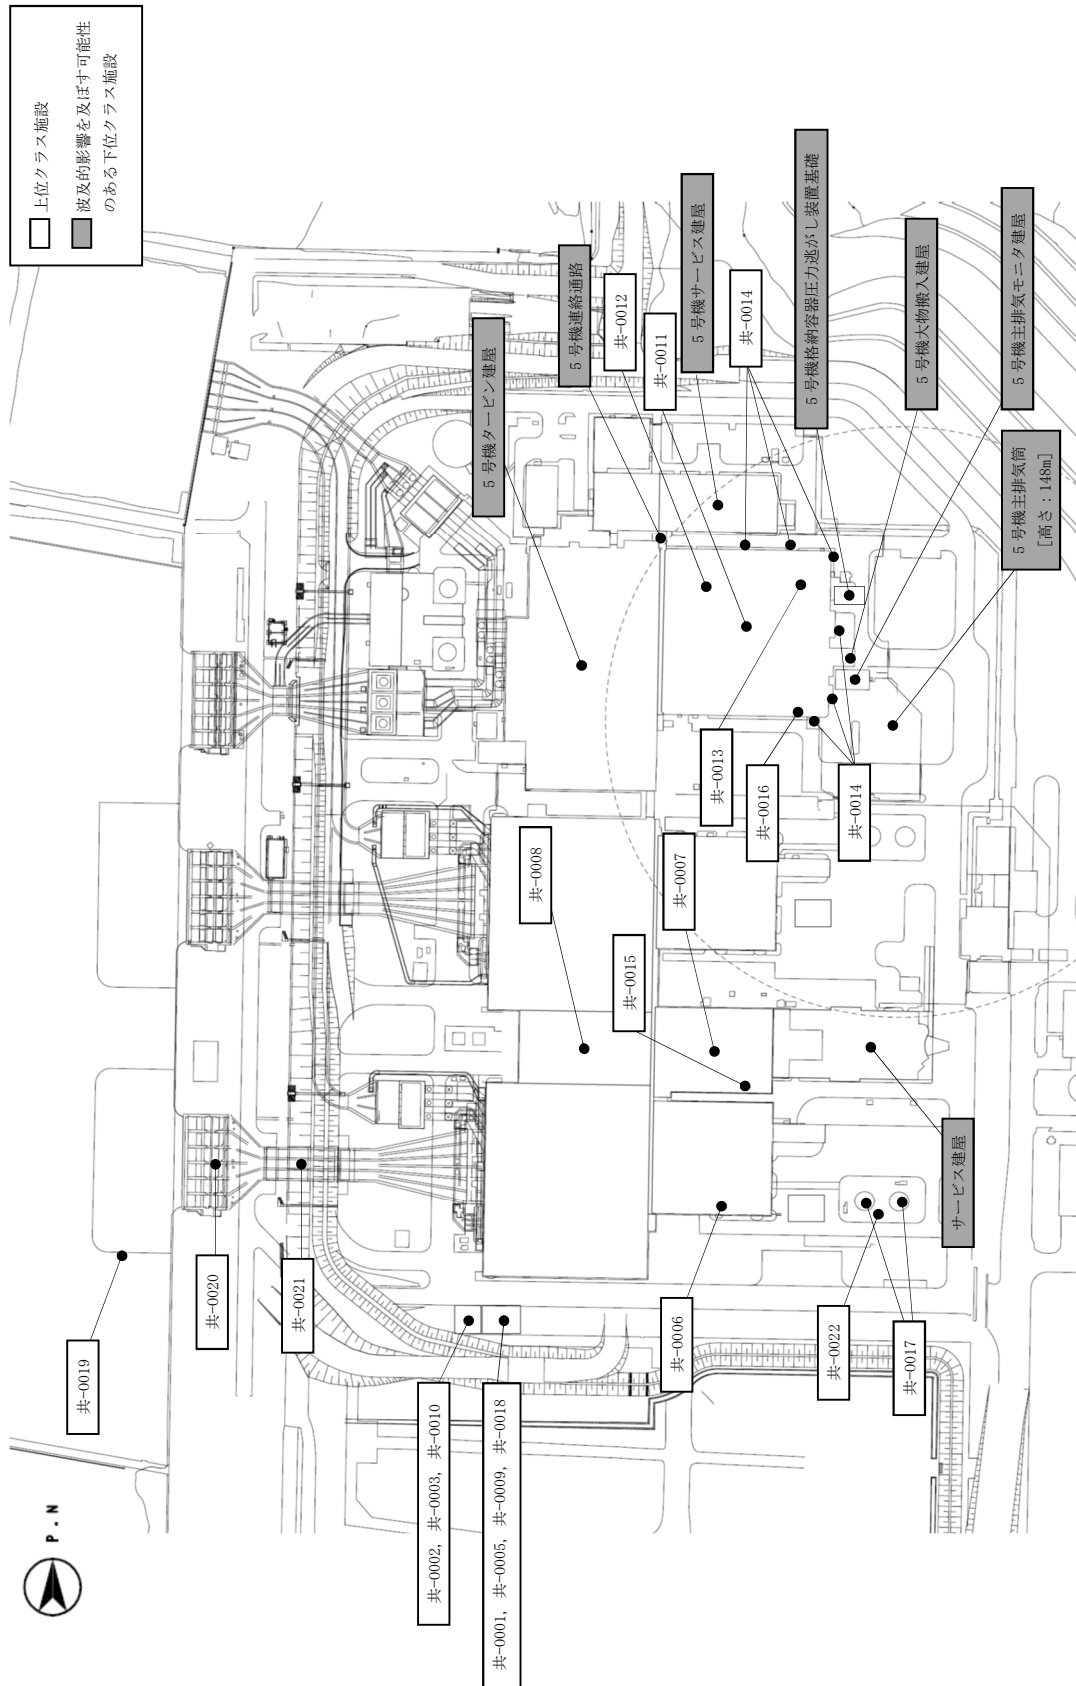 上位クラス施設
波及的影響を及ぼす可能性
のある下位クラス施設
P.N
共-0019
共-0020
共-0021
共-0002, 共-0003, 共-0010
共-0001, 共-0005, 共-0009, 共-0018
共-0006
共-0022
共-0017
サービス建屋
共-0015
共-0007
共-0008
共-0013
共-0016
共-0014
5号機タービン建屋
5号機連絡通路
共-0012
共-0011
5号機サービス建屋
共-0014
5号機格納容器圧力逃がし装置基礎
5号機大物搬入建屋
5号機主排気モニタ建屋
5号機主排気筒
[高さ:148m]